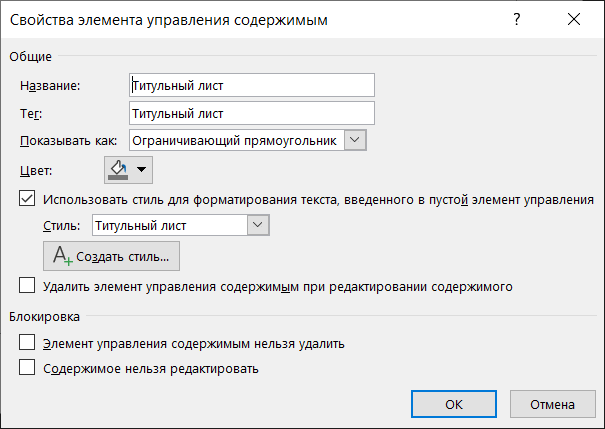 Свойства элемента управления содержимым ?
Общие
Название: Титульный лист
Тег: Титульный лист
Показывать как: Ограничивающий прямоугольник
Цвет:
Использовать стиль для форматирования текста, введенного в пустой элемент управления
Стиль: Титульный лист
Создать стиль...
Удалить элемент управления содержимым при редактировании содержимого
Блокировка
Элемент управления содержимым нельзя удалить
Содержимое нельзя редактировать
ОК Отмена